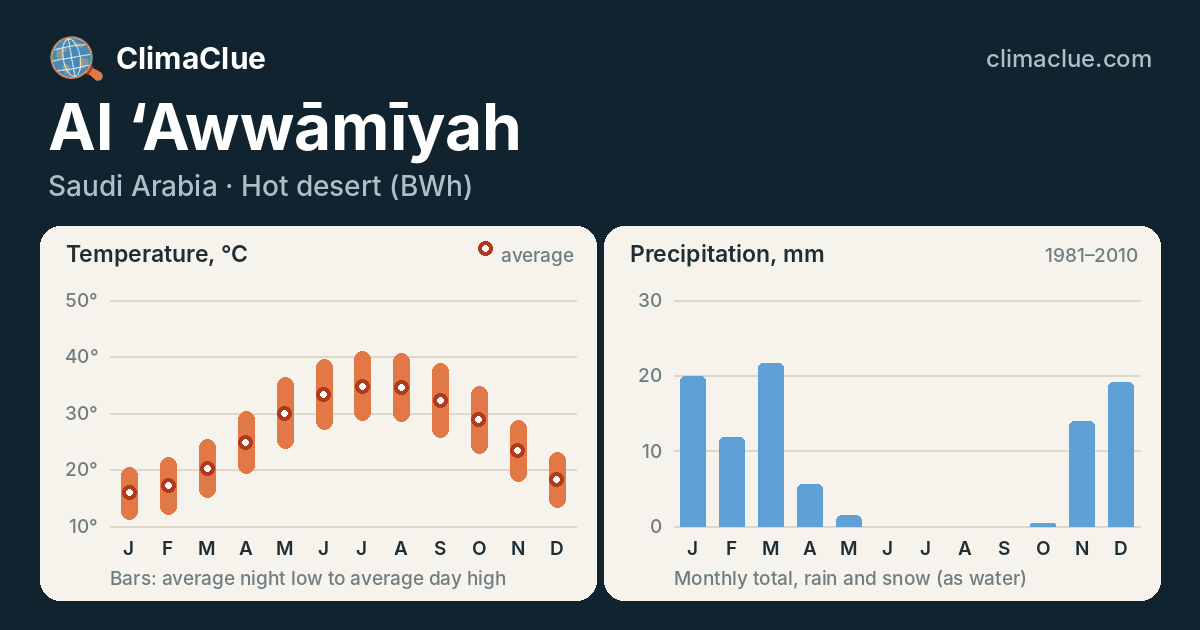 ClimaClue
climaclue.com
Al ‘Awwāmīyah
Saudi Arabia · Hot desert (BWh)
Temperature, °C
average
50°
40°
30°
20°
10°
J F M A M J J A S O N D
Bars: average night low to average day high
Precipitation, mm
1981–2010
30
20
10
0
J F M A M J J A S O N D
Monthly total, rain and snow (as water)